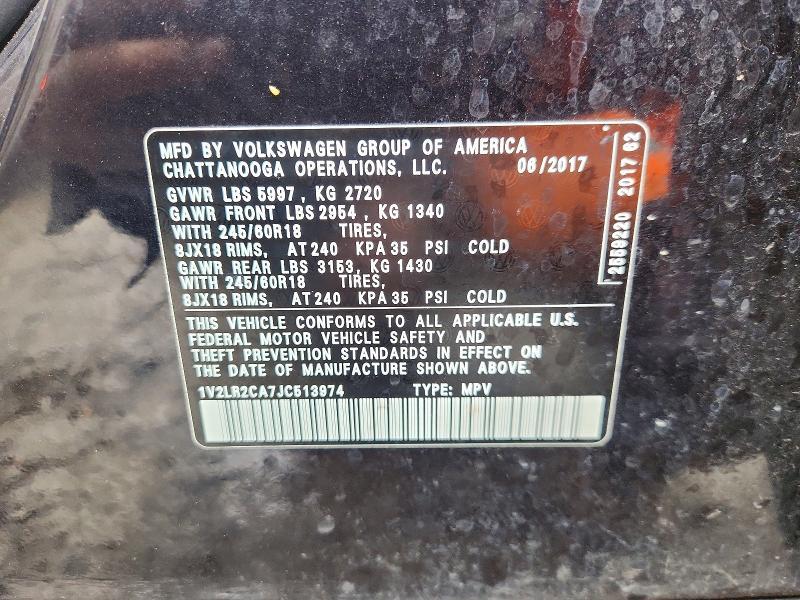 MFD BY VOLKSWAGEN GROUP OF AMERICA
CHATTANOOGA OPERATIONS, LLC. 06/2017
GVWR LBS 5997 , KG 2720
GAWR FRONT LBS 2954 , KG 1340
WITH 245/60R18 TIRES,
8JX18 RIMS, AT 240 KPA 35 PSI COLD
GAWR REAR LBS 3153, KG 1430
WITH 245/60R18 TIRES,
8JX18 RIMS, AT 240 KPA 35 PSI COLD
THIS VEHICLE CONFORMS TO ALL APPLICABLE U.S.
FEDERAL MOTOR VEHICLE SAFETY AND
THEFT PREVENTION STANDARDS IN EFFECT ON
THE DATE OF MANUFACTURE SHOWN ABOVE.
1V2LR2CA7JC513974 TYPE: MPV
2559220 2017 62